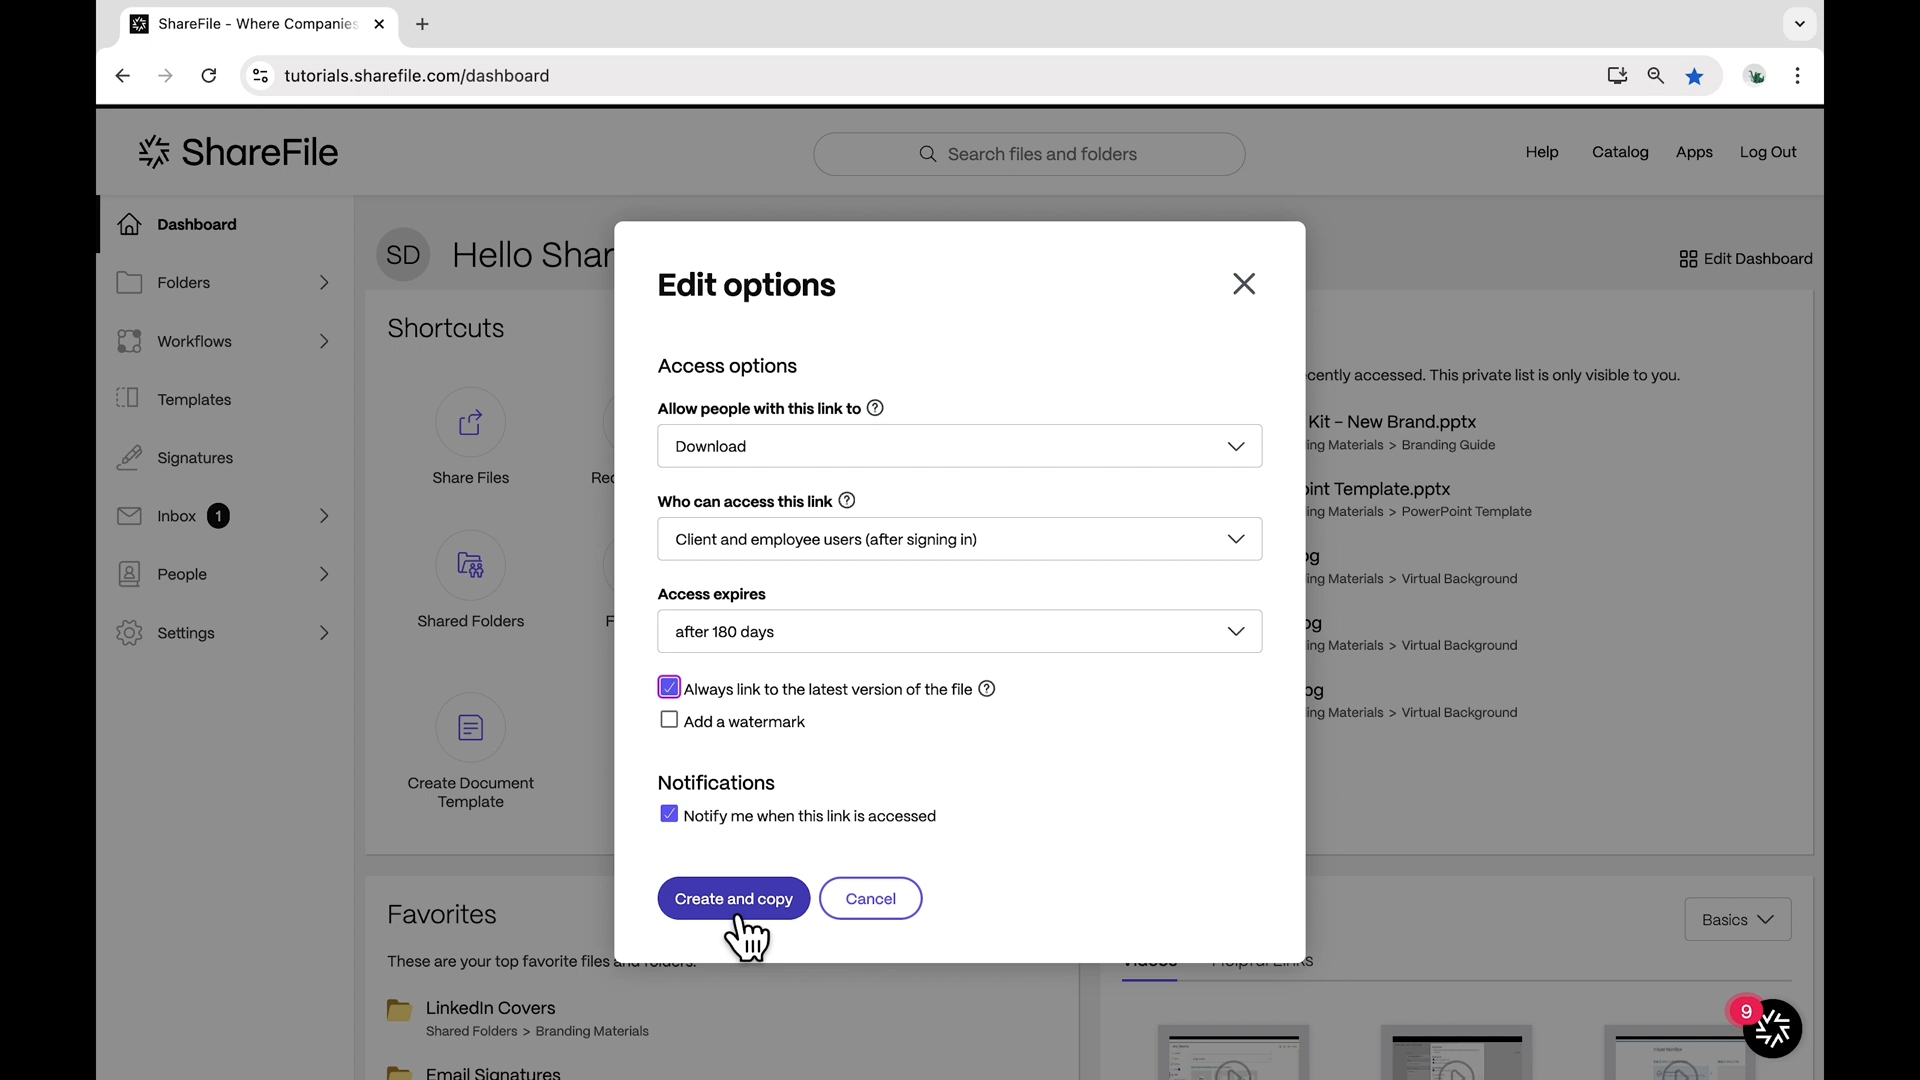 ShareFile - Where Companies
tutorials.sharefile.com/dashboard
ShareFile
Search files and folders
Help
Catalog
Apps
Log Out
Dashboard
Folders
Workflows
Templates
Signatures
Inbox 1
People
Settings
SD
Hello Shar
Edit Dashboard
Shortcuts
Share Files
Shared Folders
Create Document
Template
Edit options
Access options
Allow people with this link to
Download
Who can access this link
Client and employee users (after signing in)
Access expires
after 180 days
Always link to the latest version of the file
Add a watermark
Notifications
Notify me when this link is accessed
Create and copy
Cancel
cently accessed. This private list is only visible to you.
Kit – New Brand.pptx
ing Materials > Branding Guide
int Template.pptx
ing Materials > PowerPoint Template
ing Materials > Virtual Background
ing Materials > Virtual Background
ing Materials > Virtual Background
Favorites
These are your top favorite files and folders.
LinkedIn Covers
Shared Folders > Branding Materials
Email Signatures
Basics
Videos
Helpful Links
9